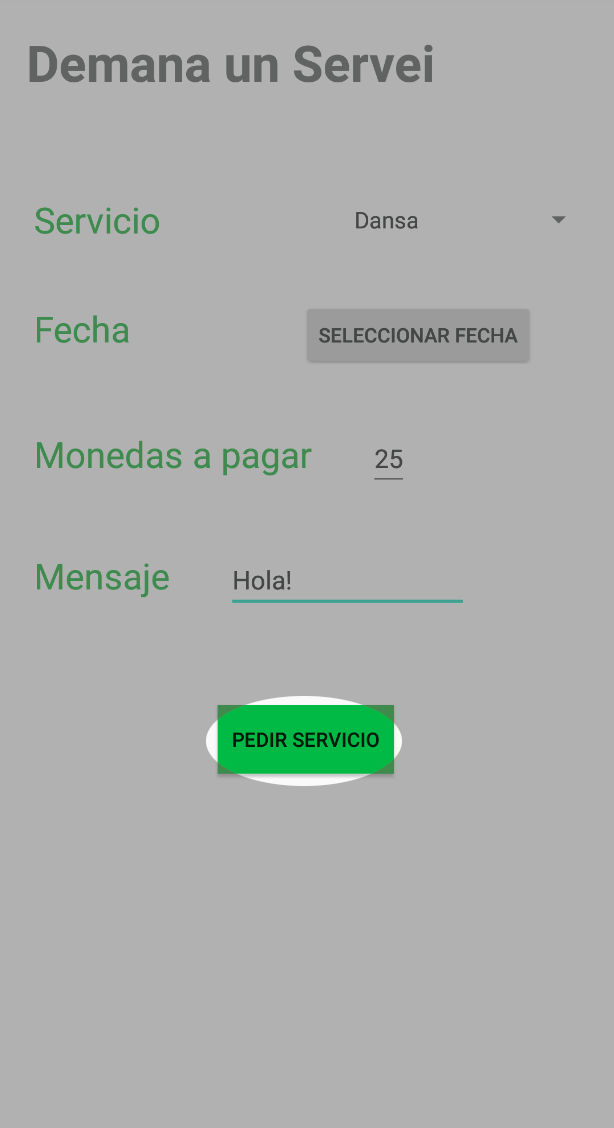 Demana un Servei
Servicio Dansa
Fecha SELECCIONAR FECHA
Monedas a pagar 25
Mensaje Hola!
PEDIR SERVICIO